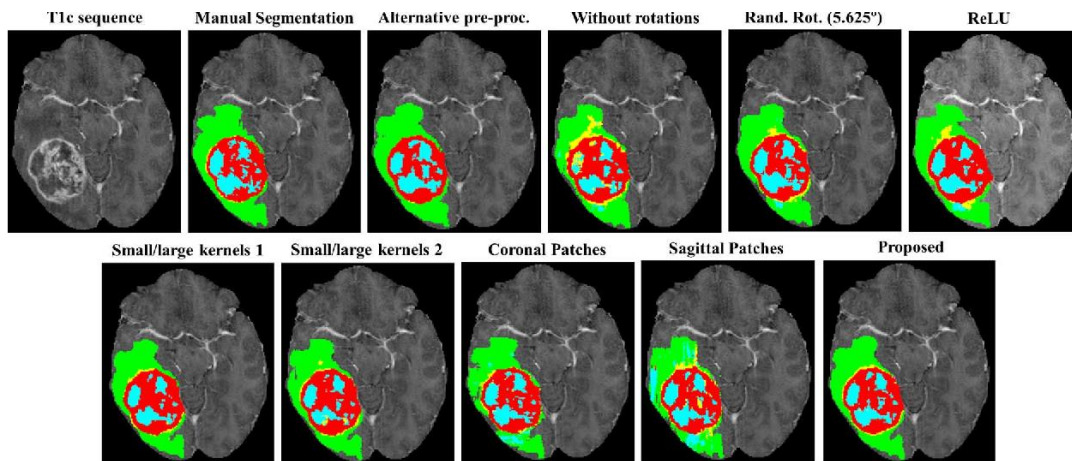 T1c sequence
Manual Segmentation
Alternative pre-proc.
Without rotations
Rand. Rot. (5.625º)
ReLU
Small/large kernels 1
Small/large kernels 2
Coronal Patches
Sagittal Patches
Proposed